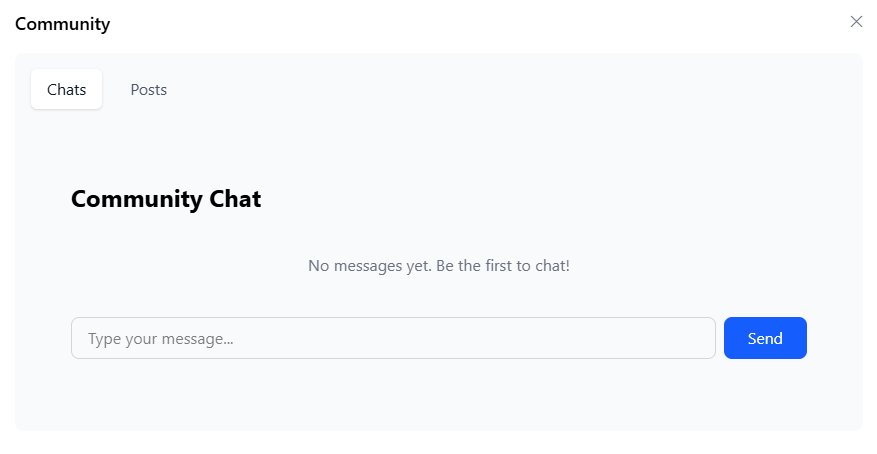 Community
Chats
Posts
Community Chat
No messages yet. Be the first to chat!
Type your message...
Send